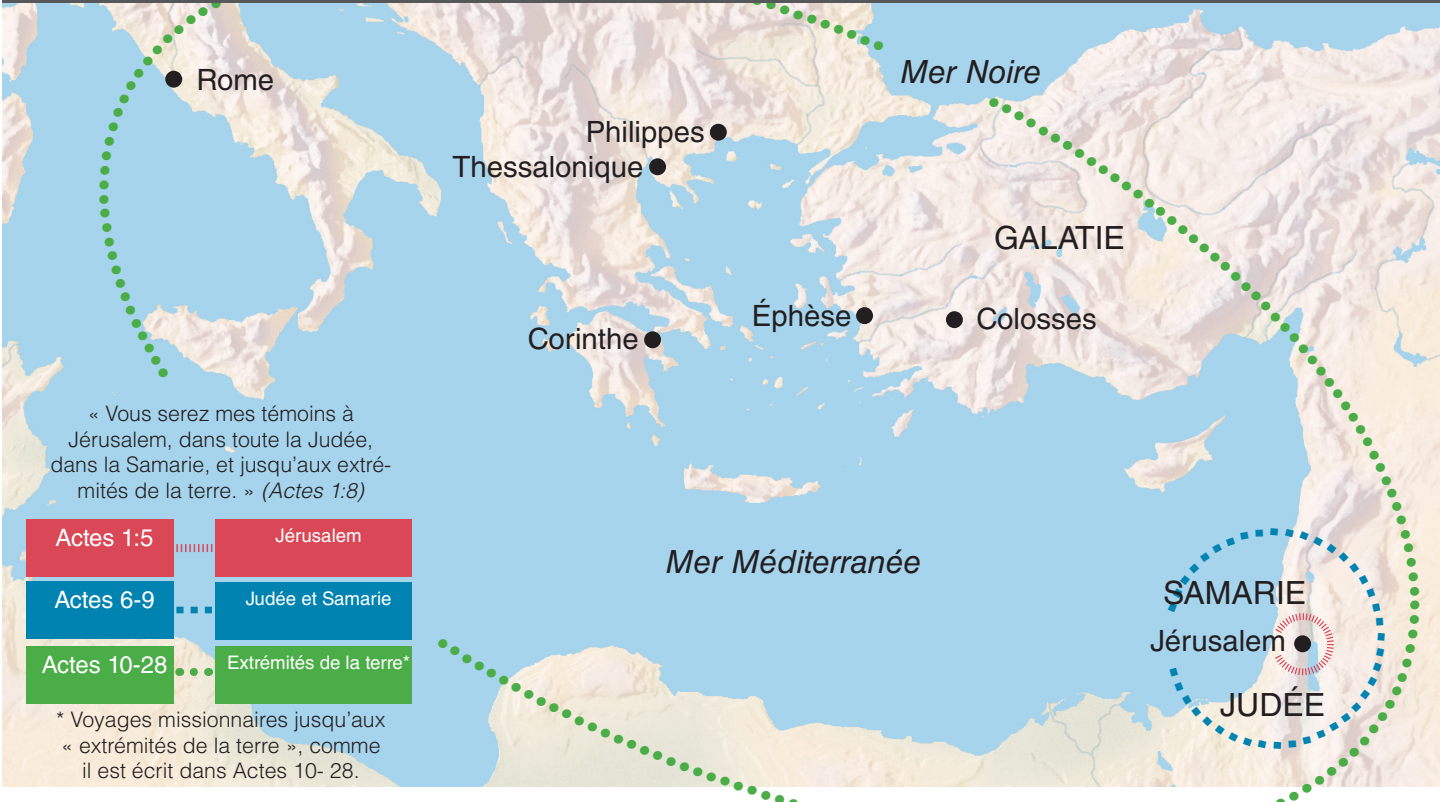 Mer Noire
Rome
Philippes
Thessalonique
GALATIE
Éphèse
Colosses
Corinthe
« Vous serez mes témoins à
Jérusalem, dans toute la Judée,
dans la Samarie, et jusqu’aux extré-
mités de la terre. » (Actes 1:8)
Actes 1:5
Jérusalem
Actes 6-9
Judée et Samarie
Actes 10-28
Extrémités de la terre*
* Voyages missionnaires jusqu’aux
« extrémités de la terre », comme
il est écrit dans Actes 10- 28.
Mer Méditerranée
SAMARIE
Jérusalem
JUDÉE